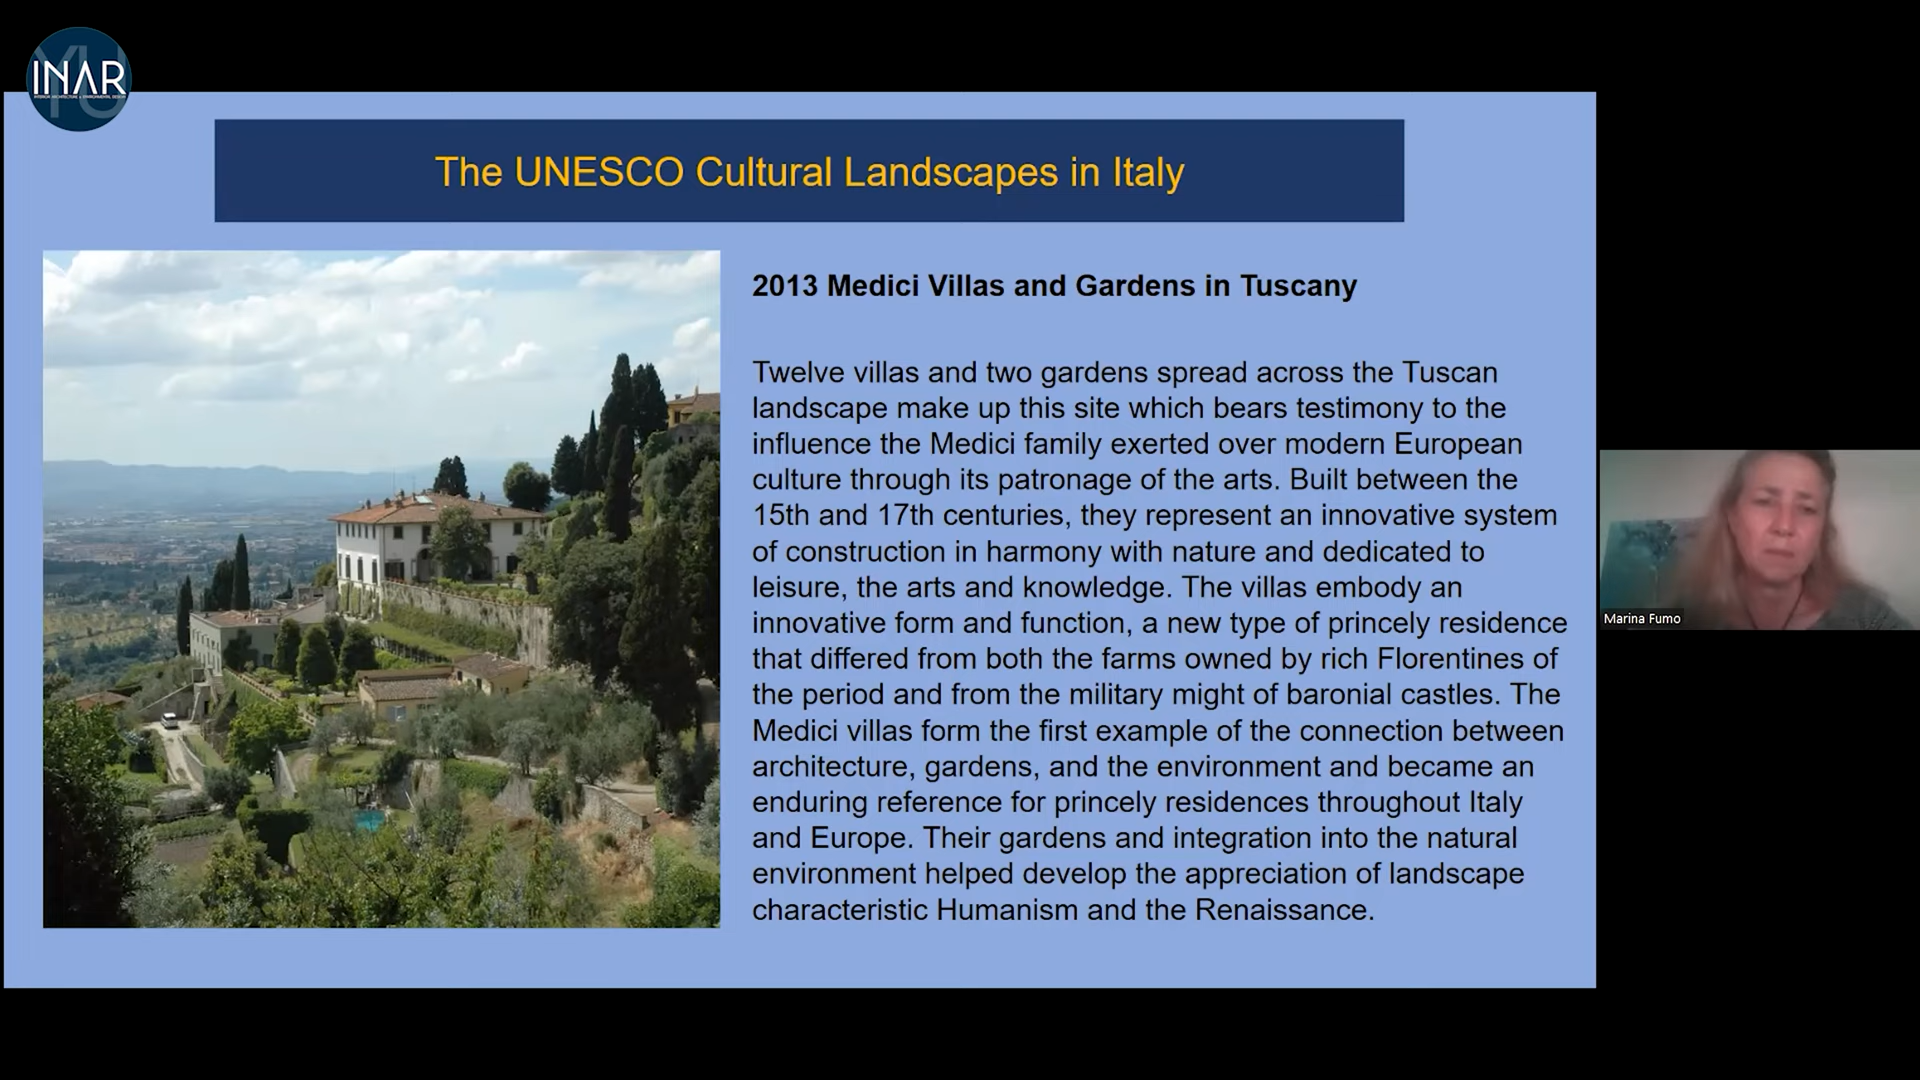 YU
INAR
INTERIOR ARCHITECTURE & ENVIRONMENTAL DESIGN
The UNESCO Cultural Landscapes in Italy
2013 Medici Villas and Gardens in Tuscany
Twelve villas and two gardens spread across the Tuscan
landscape make up this site which bears testimony to the
influence the Medici family exerted over modern European
culture through its patronage of the arts. Built between the
15th and 17th centuries, they represent an innovative system
of construction in harmony with nature and dedicated to
leisure, the arts and knowledge. The villas embody an
innovative form and function, a new type of princely residence
that differed from both the farms owned by rich Florentines of
the period and from the military might of baronial castles. The
Medici villas form the first example of the connection between
architecture, gardens, and the environment and became an
enduring reference for princely residences throughout Italy
and Europe. Their gardens and integration into the natural
environment helped develop the appreciation of landscape
characteristic Humanism and the Renaissance.
Marina Fumo